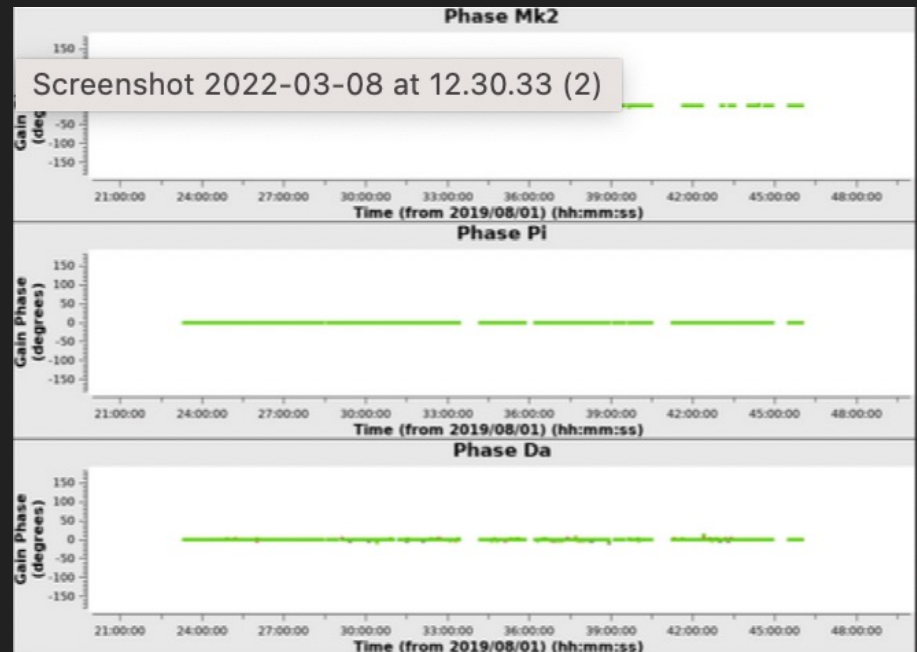 Phase Mk2
150
Screenshot 2022-03-08 at 12.30.33 (2)
Gain
(deg
-50
-100
-150
21:00:00 24:00:00 27:00:00 30:00:00 33:00:00 36:00:00 39:00:00 42:00:00 45:00:00 48:00:00
Time (from 2019/08/01) (hh:mm:ss)
Phase Pi
Gain Phase
(degrees)
150
100
50
0
-50
-100
-150
21:00:00 24:00:00 27:00:00 30:00:00 33:00:00 36:00:00 39:00:00 42:00:00 45:00:00 48:00:00
Time (from 2019/08/01) (hh:mm:ss)
Phase Da
Gain Phase
(degrees)
150
100
50
0
-50
-100
-150
21:00:00 24:00:00 27:00:00 30:00:00 33:00:00 36:00:00 39:00:00 42:00:00 45:00:00 48:00:00
Time (from 2019/08/01) (hh:mm:ss)